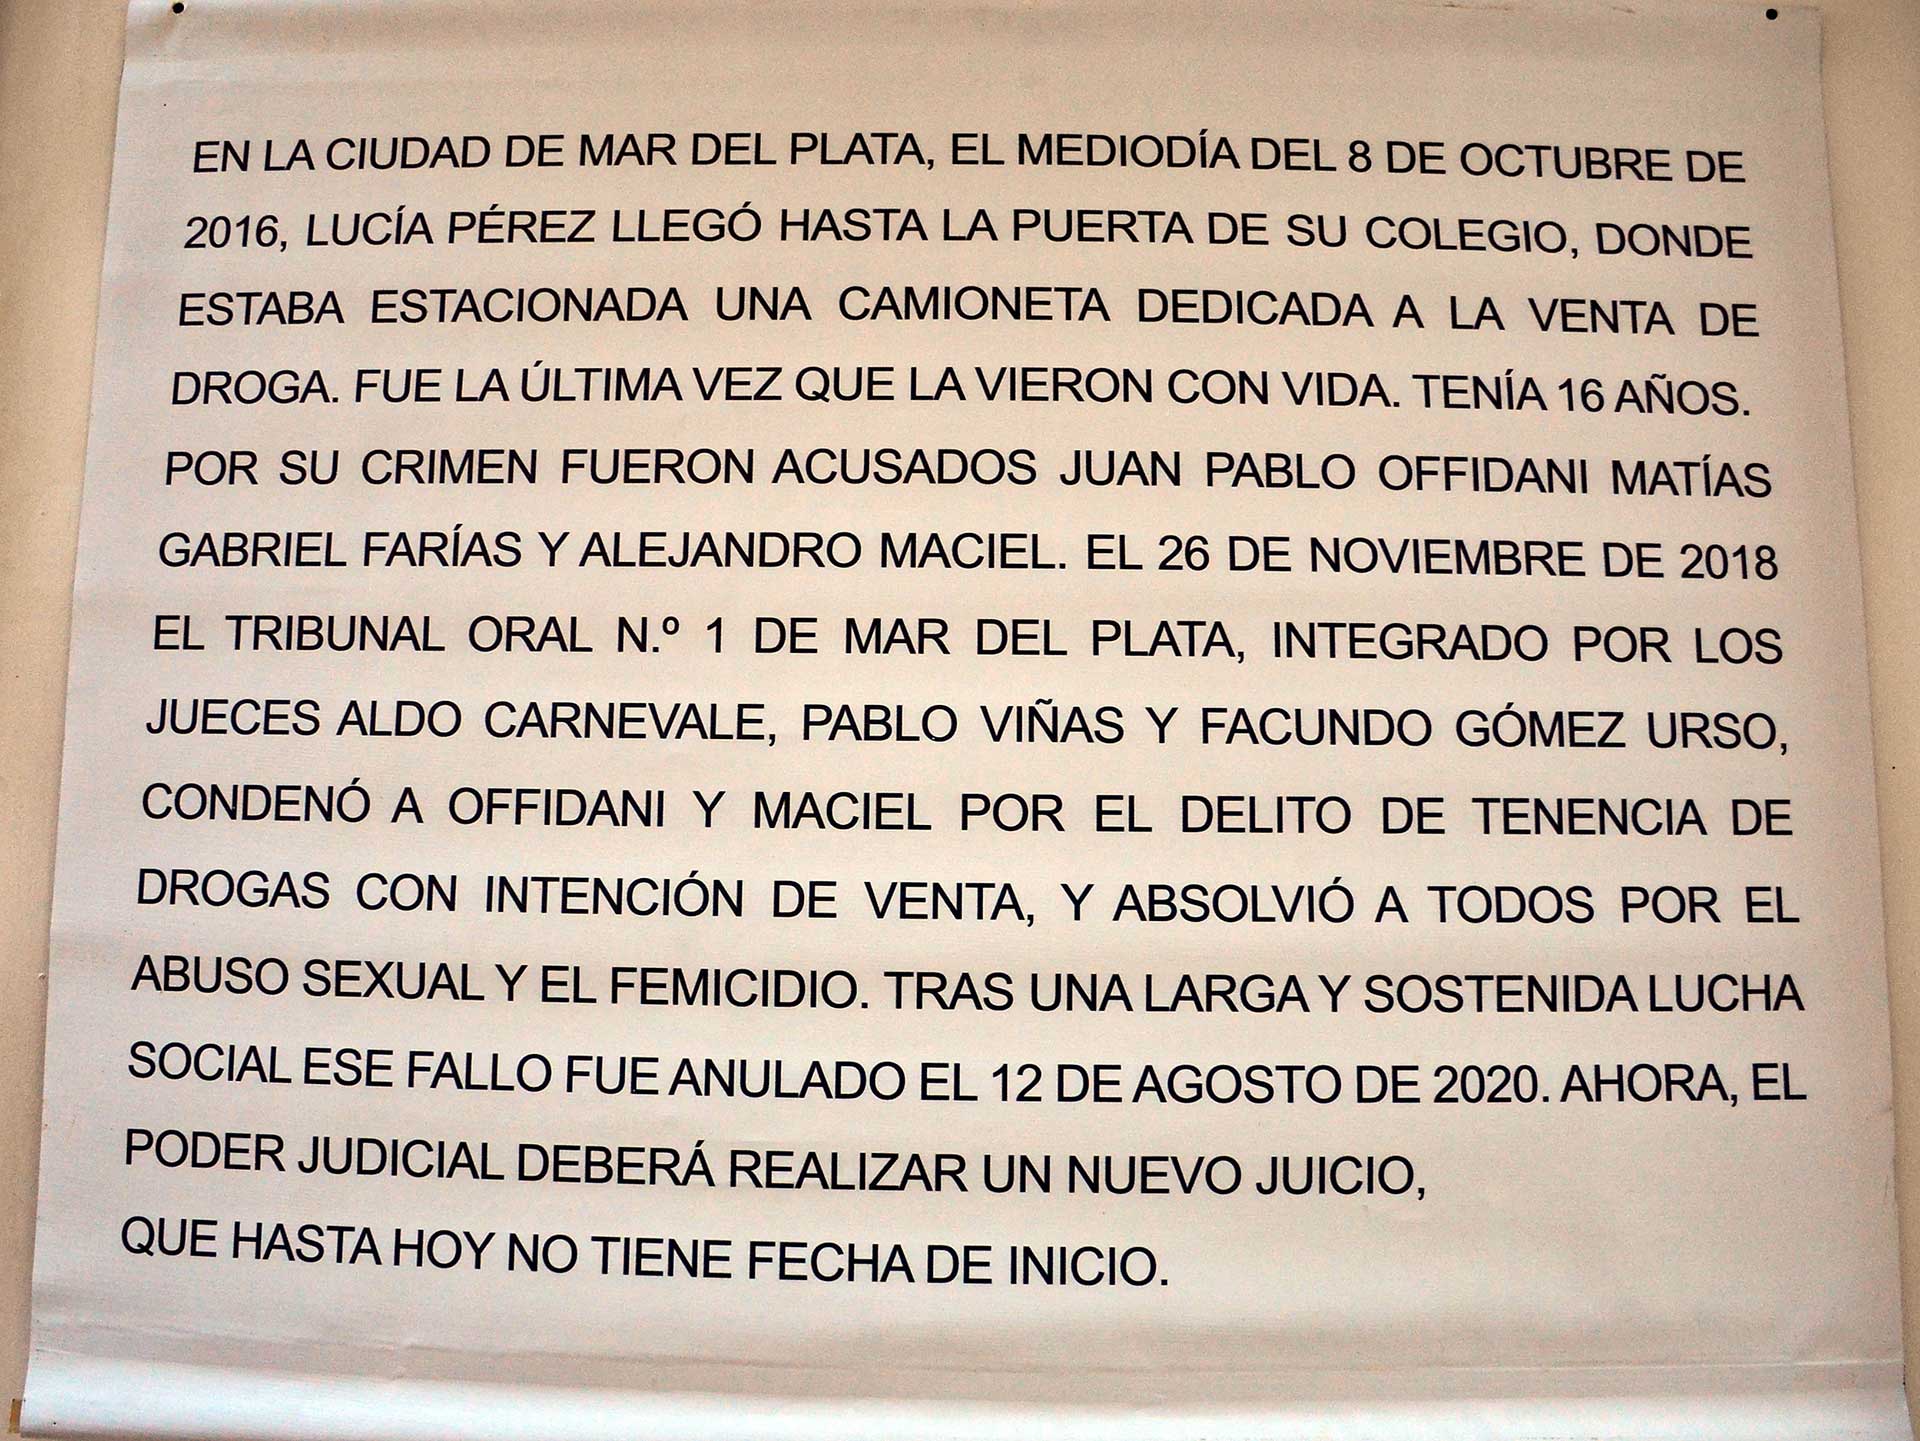 EN LA CIUDAD DE MAR DEL PLATA, EL MEDIODÍA DEL 8 DE OCTUBRE DE
2016, LUCÍA PÉREZ LLEGÓ HASTA LA PUERTA DE SU COLEGIO, DONDE
ESTABA ESTACIONADA UNA CAMIONETA DEDICADA A LA VENTA DE
DROGA. FUE LA ÚLTIMA VEZ QUE LA VIERON CON VIDA. TENÍA 16 AÑOS.
POR SU CRIMEN FUERON ACUSADOS JUAN PABLO OFFIDANI MATÍAS
GABRIEL FARÍAS Y ALEJANDRO MACIEL. EL 26 DE NOVIEMBRE DE 2018
EL TRIBUNAL ORAL N.º 1 DE MAR DEL PLATA, INTEGRADO POR LOS
JUECES ALDO CARNEVALE, PABLO VIÑAS Y FACUNDO GÓMEZ URSO,
CONDENÓ A OFFIDANI Y MACIEL POR EL DELITO DE TENENCIA DE
DROGAS CON INTENCIÓN DE VENTA, Y ABSOLVIÓ A TODOS POR EL
ABUSO SEXUAL Y EL FEMICIDIO. TRAS UNA LARGA Y SOSTENIDA LUCHA
SOCIAL ESE FALLO FUE ANULADO EL 12 DE AGOSTO DE 2020. AHORA, EL
PODER JUDICIAL DEBERÁ REALIZAR UN NUEVO JUICIO,
QUE HASTA HOY NO TIENE FECHA DE INICIO.